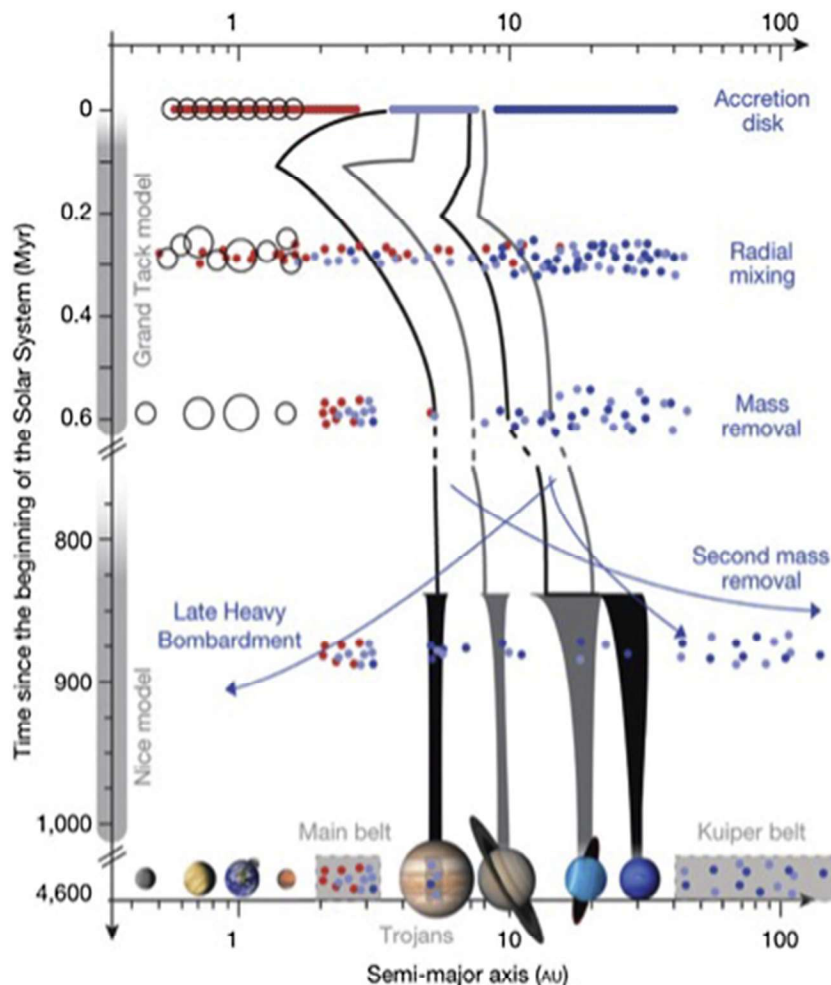 1 10 100
0
Accretion
disk
Grand Tack model
0.2
Radial
mixing
0.4
0.6
Mass
removal
Time since the beginning of the Solar System (Myr)
800
Second mass
removal
Late Heavy
Bombardment
900
Nice model
1,000
Main belt
Kuiper belt
4,600
Trojans
1 10 100
Semi-major axis (AU)